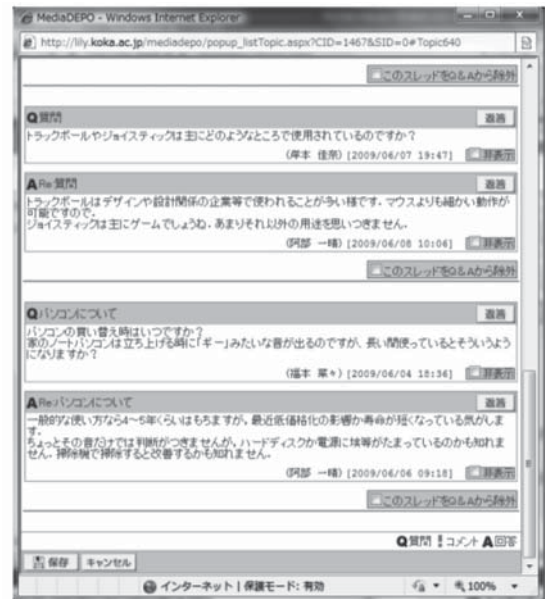 MediaDEPO - Windows Internet Explorer
http://lily.koka.ac.jp/mediadepo/popup_listTopic.aspx?CID=1467&SID=0#Topic640
このスレッドをQ&Aから除外
Q質問 返答
トラックボールやジョイスティックは主にどのようなところで使用されているのですか？
(岸本 佳奈) [2009/06/07 19:47] 非表示
A Re:質問 返答
トラックボールはデザインや設計関係の企業等で使われることが多い様です。マウスよりも細かい動作が
可能ですので。
ジョイスティックは主にゲームでしょうね。あまりそれ以外の用途を思いつきません。
(阿部 一晴) [2009/06/08 10:06] 非表示
このスレッドをQ&Aから除外
Qパソコンについて 返答
パソコンの買い替え時はいつですか？
家のノートパソコンは立ち上げる時に「ギー」みたいな音が出るのですが、長い間使っているとそういうよう
になりますか？
(福本 菜々) [2009/06/04 18:36] 非表示
A Re:パソコンについて 返答
一般的な使い方なら4～5年くらいはもちますが、最近低価格化の影響か寿命が短くなっている気がしま
す。
ちょっとその音だけでは判断がつきませんが、ハードディスクか電源に埃等がたまっているのかも知れま
せん。掃除機で掃除すると改善するかも知れません。
(阿部 一晴) [2009/06/06 09:18] 非表示
このスレッドをQ&Aから除外
Q質問 !コメント A回答
保存 キャンセル
インターネット | 保護モード: 有効 100%